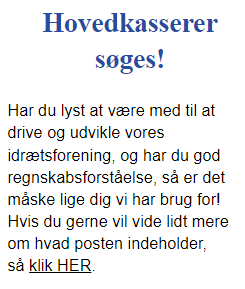 Hovedkasserer
søges!
Har du lyst at være med til at
drive og udvikle vores
idrætsforening, og har du god
regnskabsforståelse, så er det
måske lige dig vi har brug for!
Hvis du gerne vil vide lidt mere
om hvad posten indeholder,
så klik HER.